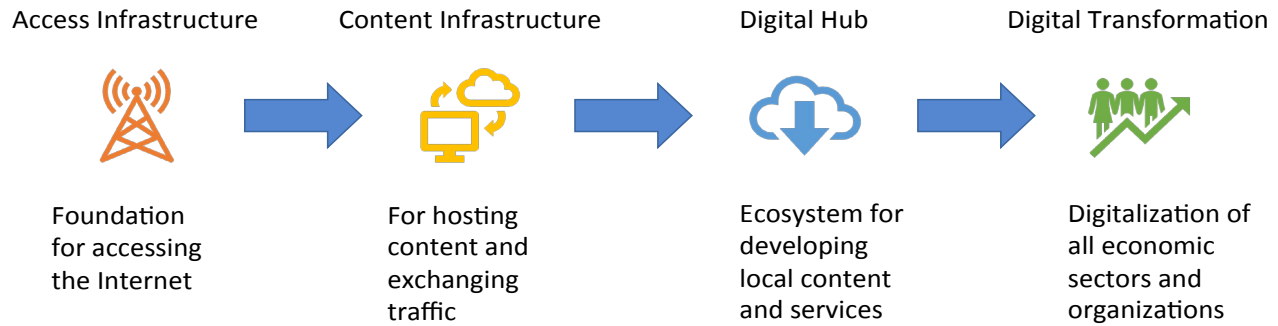 Access Infrastructure
Content Infrastructure
Digital Hub
Digital Transformation
Foundation
for accessing
the Internet
For hosting
content and
exchanging
traffic
Ecosystem for
developing
local content
and services
Digitalization of
all economic
sectors and
organizations